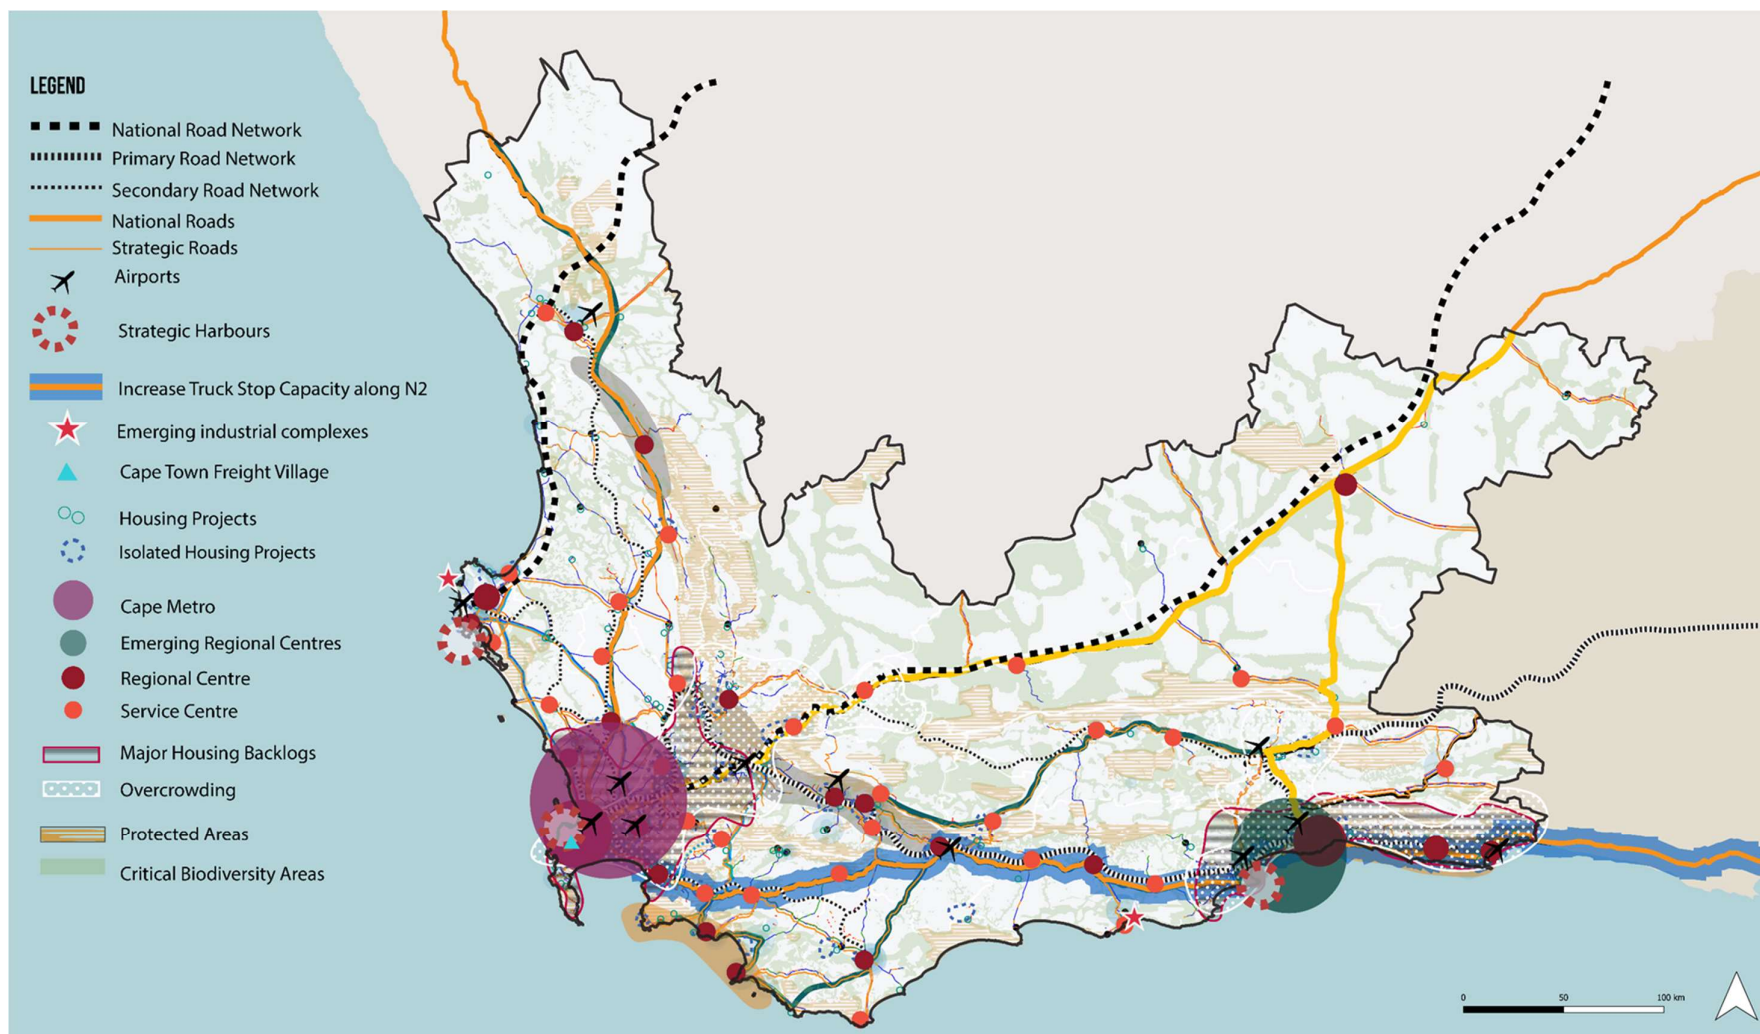 LEGEND
National Road Network
Primary Road Network
Secondary Road Network
National Roads
Strategic Roads
Airports
Strategic Harbours
Increase Truck Stop Capacity along N2
Emerging industrial complexes
Cape Town Freight Village
Housing Projects
Isolated Housing Projects
Cape Metro
Emerging Regional Centres
Regional Centre
Service Centre
Major Housing Backlogs
Overcrowding
Protected Areas
Critical Biodiversity Areas
0 50 100 km